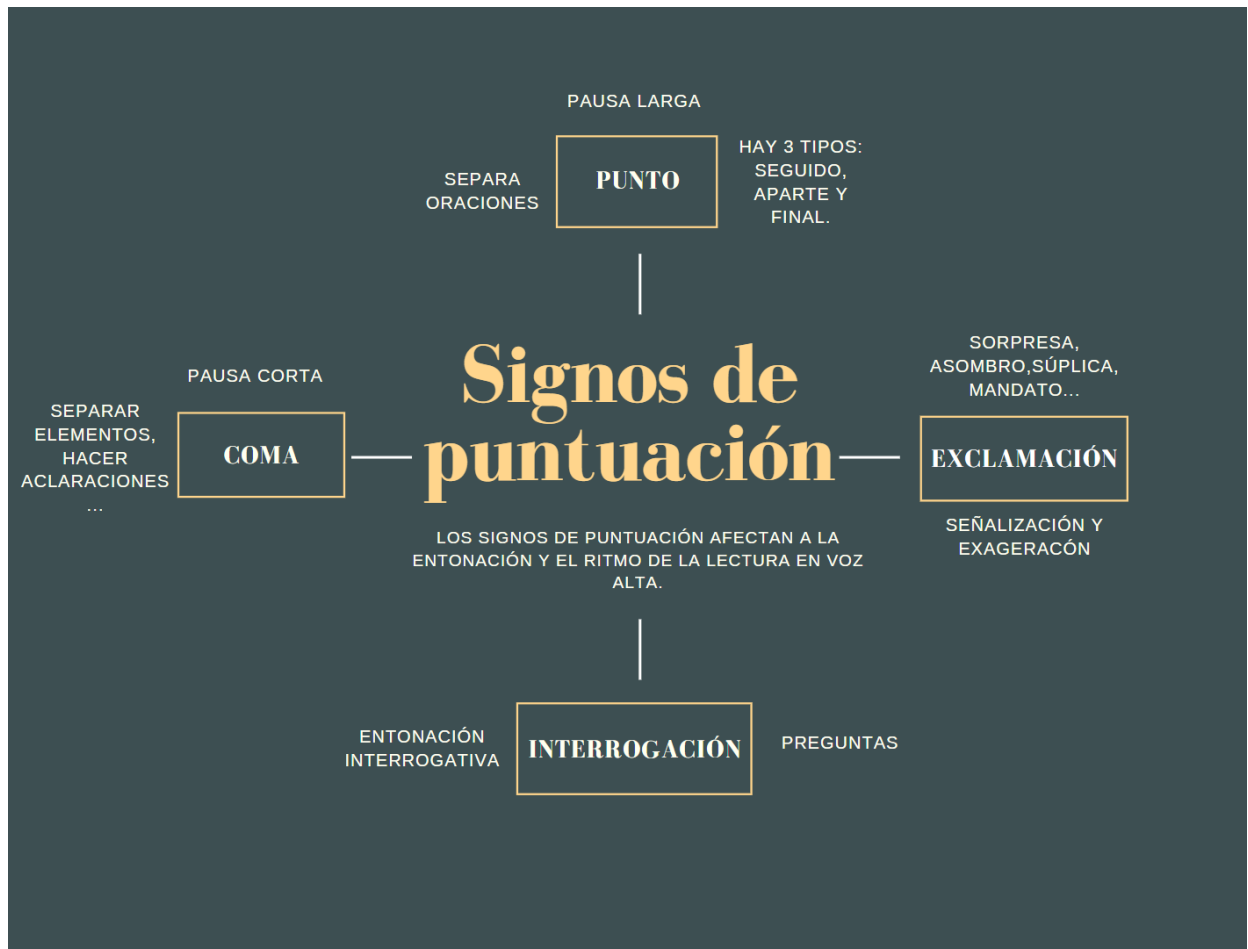 PAUSA LARGA
SEPARA
ORACIONES
PUNTO
HAY 3 TIPOS:
SEGUIDO,
APARTE Y
FINAL.
PAUSA CORTA
SEPARAR
ELEMENTOS,
HACER
ACLARACIONES
...
COMA
Signos de
puntuación
LOS SIGNOS DE PUNTUACIÓN AFECTAN A LA
ENTONACIÓN Y EL RITMO DE LA LECTURA EN VOZ
ALTA.
SORPRESA,
ASOMBRO,SÚPLICA,
MANDATO...
EXCLAMACIÓN
SEÑALIZACIÓN Y
EXAGERACÓN
ENTONACIÓN
INTERROGATIVA
INTERROGACIÓN
PREGUNTAS